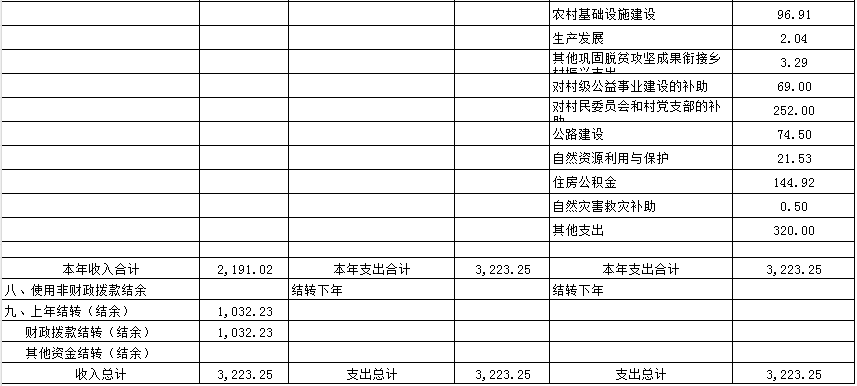 农村基础设施建设 96.91
生产发展 2.04
其他巩固脱贫攻坚成果衔接乡
村振兴支出 3.29
对村级公益事业建设的补助 69.00
对村民委员会和村党支部的补
助 252.00
公路建设 74.50
自然资源利用与保护 21.53
住房公积金 144.92
自然灾害救灾补助 0.50
其他支出 320.00
本年收入合计 2,191.02 本年支出合计 3,223.25 本年支出合计 3,223.25
八、使用非财政拨款结余 结转下年 结转下年
九、上年结转（结余） 1,032.23
财政拨款结转（结余） 1,032.23
其他资金结转（结余）
收入总计 3,223.25 支出总计 3,223.25 支出总计 3,223.25